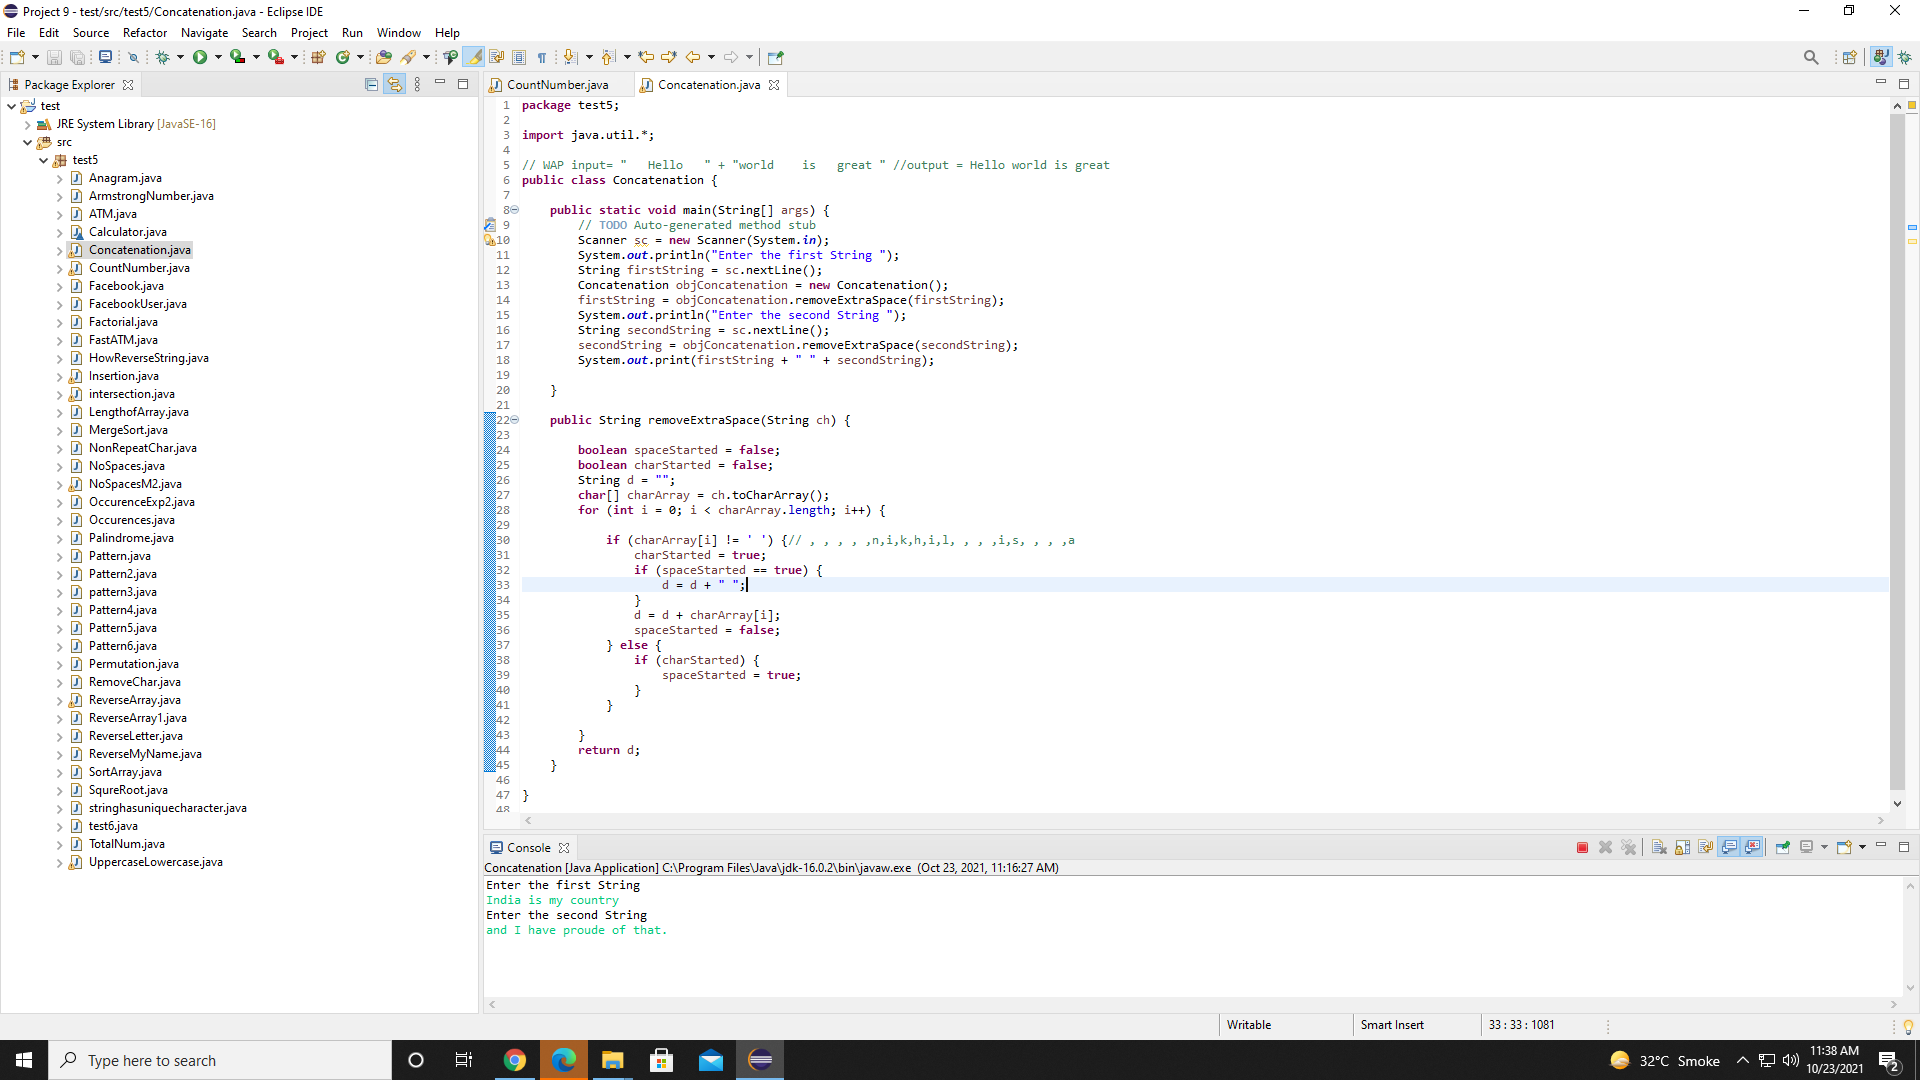 Project 9 - test/src/test5/Concatenation.java - Eclipse IDE
File Edit Source Refactor Navigate Search Project Run Window Help
Package Explorer
test
JRE System Library [JavaSE-16]
src
test5
Anagram.java
ArmstrongNumber.java
ATM.java
Calculator.java
Concatenation.java
CountNumber.java
Facebook.java
FacebookUser.java
Factorial.java
FastATM.java
HowReverseString.java
Insertion.java
intersection.java
LengthofArray.java
MergeSort.java
NonRepeatChar.java
NoSpaces.java
NoSpacesM2.java
OccurenceExp2.java
Occurences.java
Palindrome.java
Pattern.java
Pattern2.java
pattern3.java
Pattern4.java
Pattern5.java
Pattern6.java
Permutation.java
RemoveChar.java
ReverseArray.java
ReverseArray1.java
ReverseLetter.java
ReverseMyName.java
SortArray.java
SqureRoot.java
stringhasuniquecharacter.java
test6.java
TotalNum.java
UppercaseLowercase.java
CountNumber.java Concatenation.java
1 package test5;
2
3 import java.util.*;
4
5 // WAP input= "   Hello   " + "world    is   great " //output = Hello world is great
6 public class Concatenation {
7
8     public static void main(String[] args) {
9         // TODO Auto-generated method stub
10         Scanner sc = new Scanner(System.in);
11         System.out.println("Enter the first String ");
12         String firstString = sc.nextLine();
13         Concatenation objConcatenation = new Concatenation();
14         firstString = objConcatenation.removeExtraSpace(firstString);
15         System.out.println("Enter the second String ");
16         String secondString = sc.nextLine();
17         secondString = objConcatenation.removeExtraSpace(secondString);
18         System.out.print(firstString + " " + secondString);
19
20     }
21
22     public String removeExtraSpace(String ch) {
23
24         boolean spaceStarted = false;
25         boolean charStarted = false;
26         String d = "";
27         char[] charArray = ch.toCharArray();
28         for (int i = 0; i < charArray.length; i++) {
29
30             if (charArray[i] != ' ') {// , , , , ,n,i,k,h,i,l, , , ,i,s, , , ,a
31                 charStarted = true;
32                 if (spaceStarted == true) {
33                     d = d + " ";
34                 }
35                 d = d + charArray[i];
36                 spaceStarted = false;
37             } else {
38                 if (charStarted) {
39                     spaceStarted = true;
40                 }
41             }
42
43         }
44         return d;
45     }
46
47 }
48
Console
Concatenation [Java Application] C:\Program Files\Java\jdk-16.0.2\bin\javaw.exe (Oct 23, 2021, 11:16:27 AM)
Enter the first String
India is my country
Enter the second String
and I have proude of that.
Writable Smart Insert 33 : 33 : 1081
Type here to search
32°C Smoke
11:38 AM
10/23/2021
2